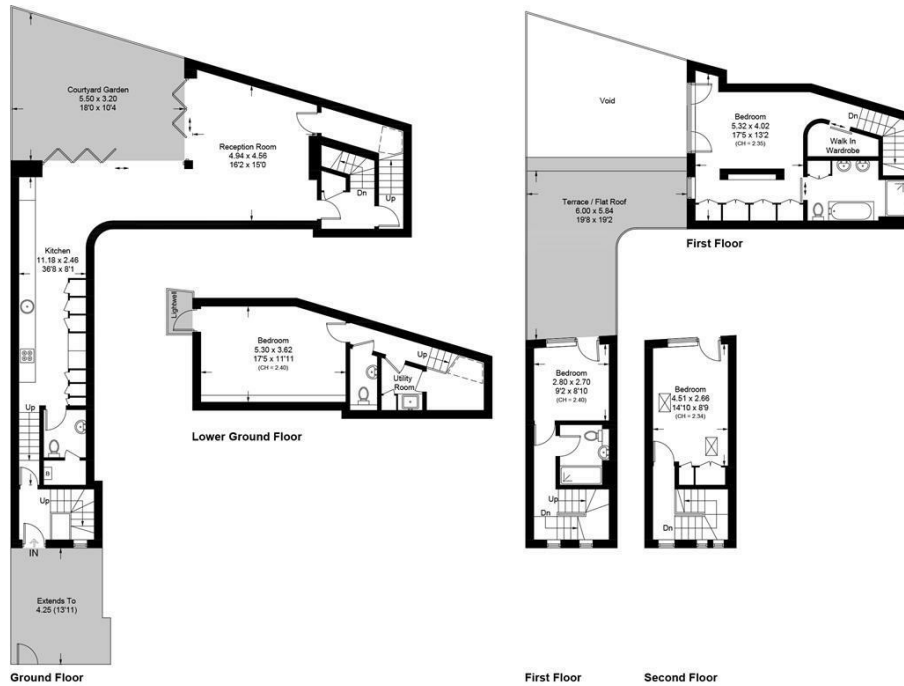 Courtyard Garden
5.50 x 3.20
18'0 x 10'4
Reception Room
4.94 x 4.56
16'2 x 15'0
Dn
Up
Kitchen
11.18 x 2.46
36'8 x 8'1
Up
B
Up
IN
Extends To
4.25 (13'11)
Ground Floor
Lightwell
Bedroom
5.30 x 3.62
17'5 x 11'11
(CH = 2.40)
Up
Utility
Room
Lower Ground Floor
Void
Bedroom
5.32 x 4.02
17'5 x 13'2
(CH = 2.35)
Dn
Walk In
Wardrobe
First Floor
Terrace / Flat Roof
6.00 x 5.84
19'8 x 19'2
Bedroom
2.80 x 2.70
9'2 x 8'10
(CH = 2.40)
Up
Dn
First Floor
Bedroom
4.51 x 2.66
14'10 x 8'9
(CH = 2.34)
Dn
Second Floor